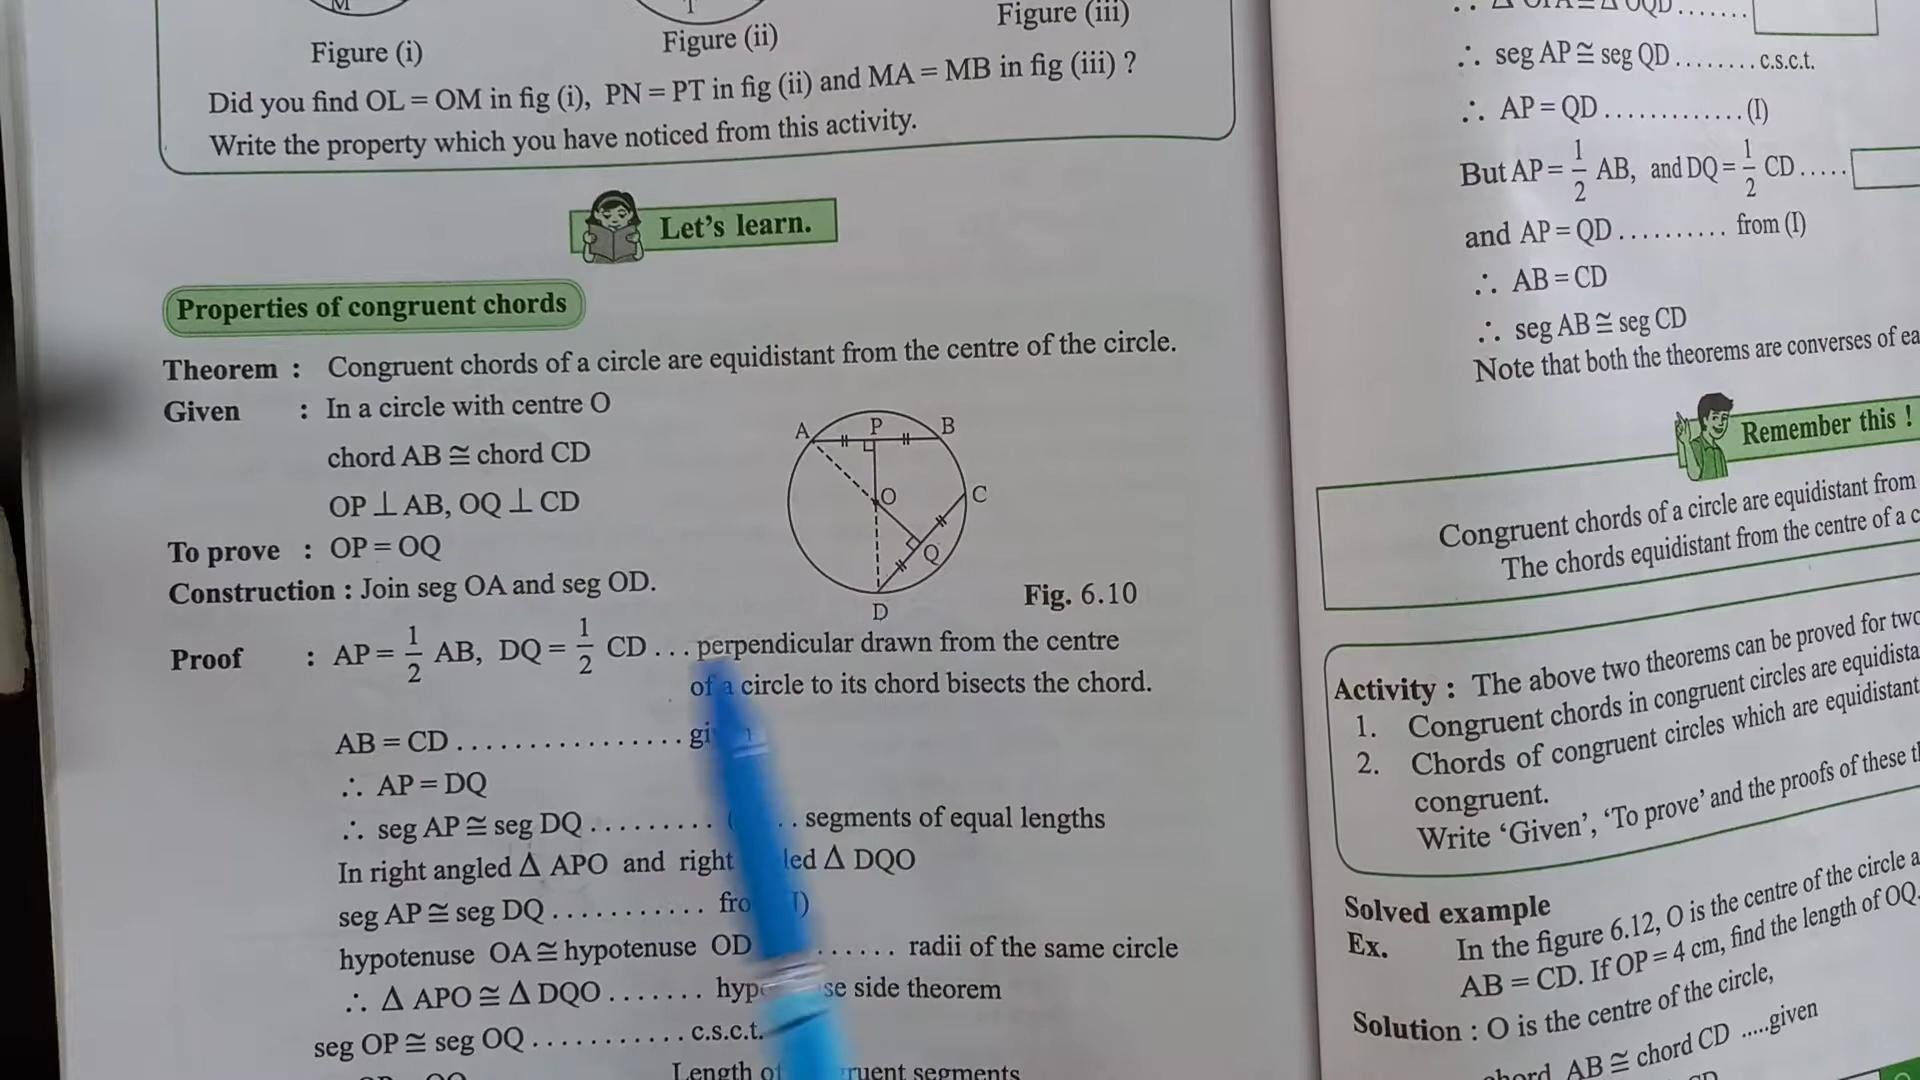 M
T
Figure (i)
Figure (ii)
Figure (iii)
Did you find OL = OM in fig (i), PN = PT in fig (ii) and MA = MB in fig (iii) ?
Write the property which you have noticed from this activity.
Let's learn.
Properties of congruent chords
Theorem : Congruent chords of a circle are equidistant from the centre of the circle.
Given : In a circle with centre O
chord AB ≅ chord CD
OP ⊥ AB, OQ ⊥ CD
To prove : OP = OQ
Construction : Join seg OA and seg OD.
A P B
O C
Q
D
Fig. 6.10
Proof : AP = 1/2 AB, DQ = 1/2 CD ... perpendicular drawn from the centre
of a circle to its chord bisects the chord.
AB = CD ................
∴ AP = DQ
∴ seg AP ≅ seg DQ ......... segments of equal lengths
In right angled Δ APO and right Δ DQO
seg AP ≅ seg DQ ...........
hypotenuse OA ≅ hypotenuse OD ...... radii of the same circle
∴ Δ APO ≅ Δ DQO ....... side theorem
seg OP ≅ seg OQ ........... c.s.c.t.
Length segments
∴ seg AP ≅ seg QD ........ c.s.c.t.
∴ AP = QD ............. (I)
But AP = 1/2 AB, and DQ = 1/2 CD .....
and AP = QD .......... from (I)
∴ AB = CD
∴ seg AB ≅ seg CD
Note that both the theorems are converses of
Remember this !
Congruent chords of a circle are equidistant from
The chords equidistant from the centre of a
Activity : The above two theorems can be proved for
1. Congruent chords in congruent circles are
2. Chords of congruent circles which are equidistant
congruent.
Write 'Given', 'To prove' and the proofs of these
Solved example
Ex. In the figure 6.12, O is the centre of the circle
AB = CD. If OP = 4 cm, find the length of OQ.
Solution : O is the centre of the circle,
chord AB ≅ chord CD .....given